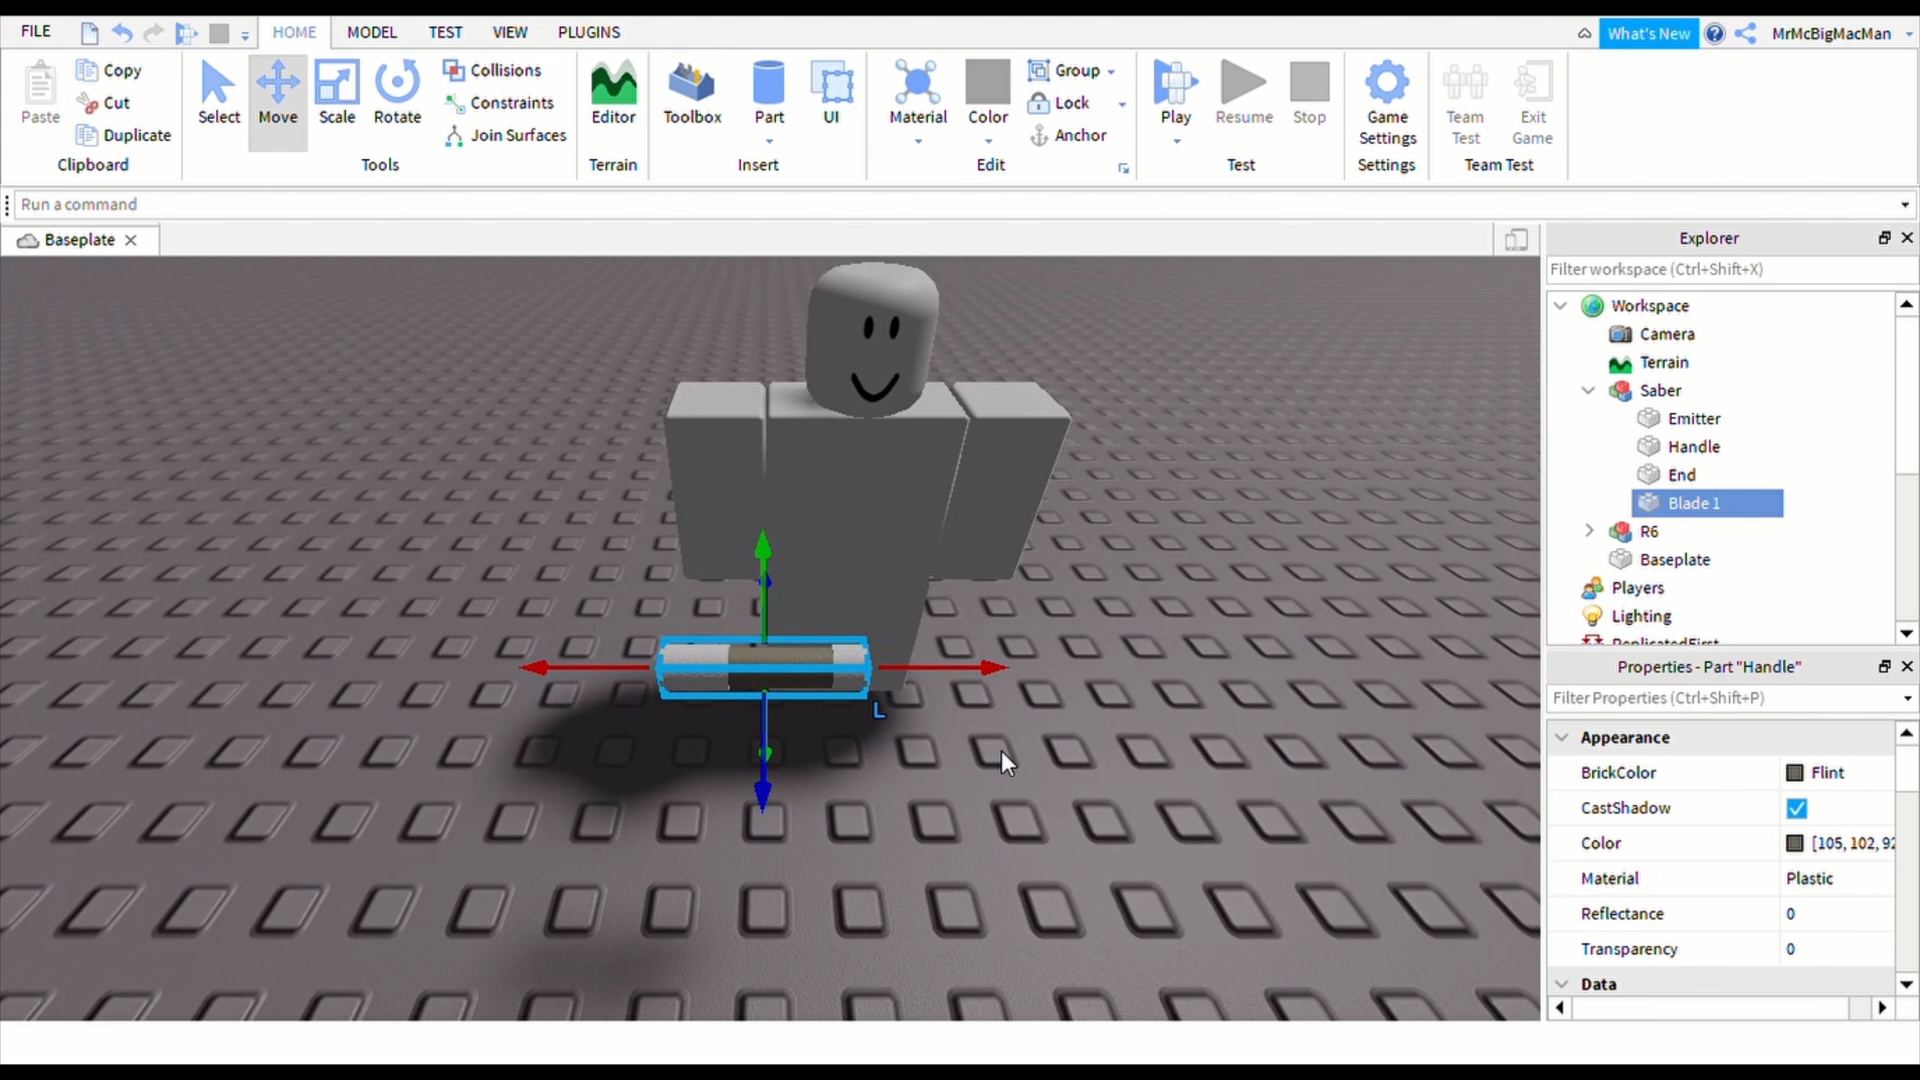 FILE
HOME
MODEL
TEST
VIEW
PLUGINS
What's New
MrMcBigMacMan
Paste
Copy
Cut
Duplicate
Clipboard
Select
Move
Scale
Rotate
Collisions
Constraints
Join Surfaces
Tools
Editor
Terrain
Toolbox
Part
UI
Insert
Material
Color
Group
Lock
Anchor
Edit
Play
Resume
Stop
Test
Game
Settings
Settings
Team
Test
Exit
Game
Team Test
Run a command
Baseplate
Explorer
Filter workspace (Ctrl+Shift+X)
Workspace
Camera
Terrain
Saber
Emitter
Handle
End
Blade 1
R6
Baseplate
Players
Lighting
ReplicatedFirst
L
Properties - Part "Handle"
Filter Properties (Ctrl+Shift+P)
Appearance
BrickColor Flint
CastShadow
Color [105, 102, 92
Material Plastic
Reflectance 0
Transparency 0
Data